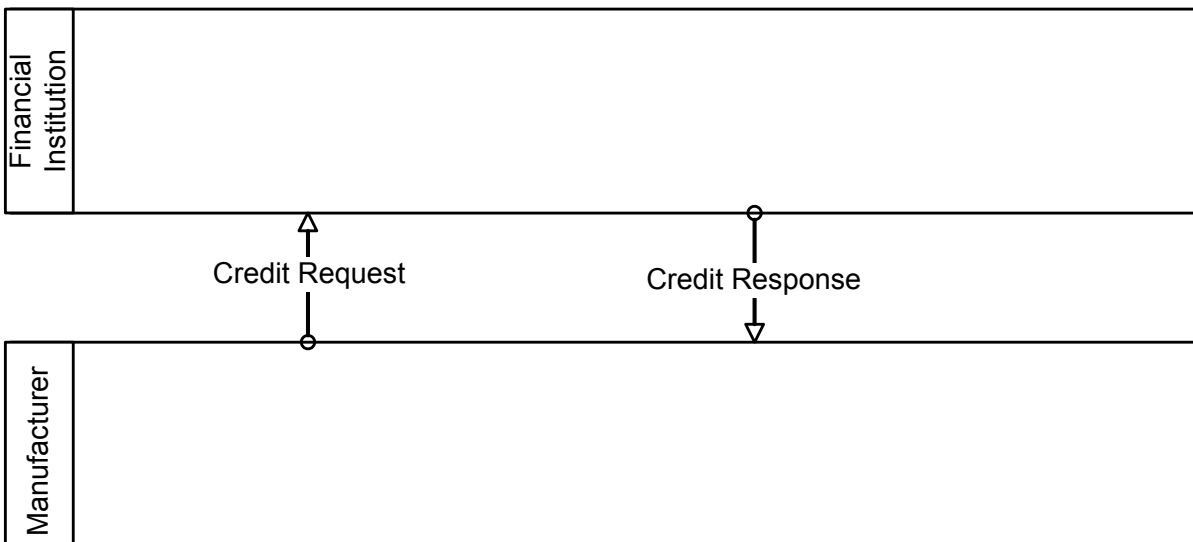 Financial
Institution
Credit Request
Credit Response
Manufacturer